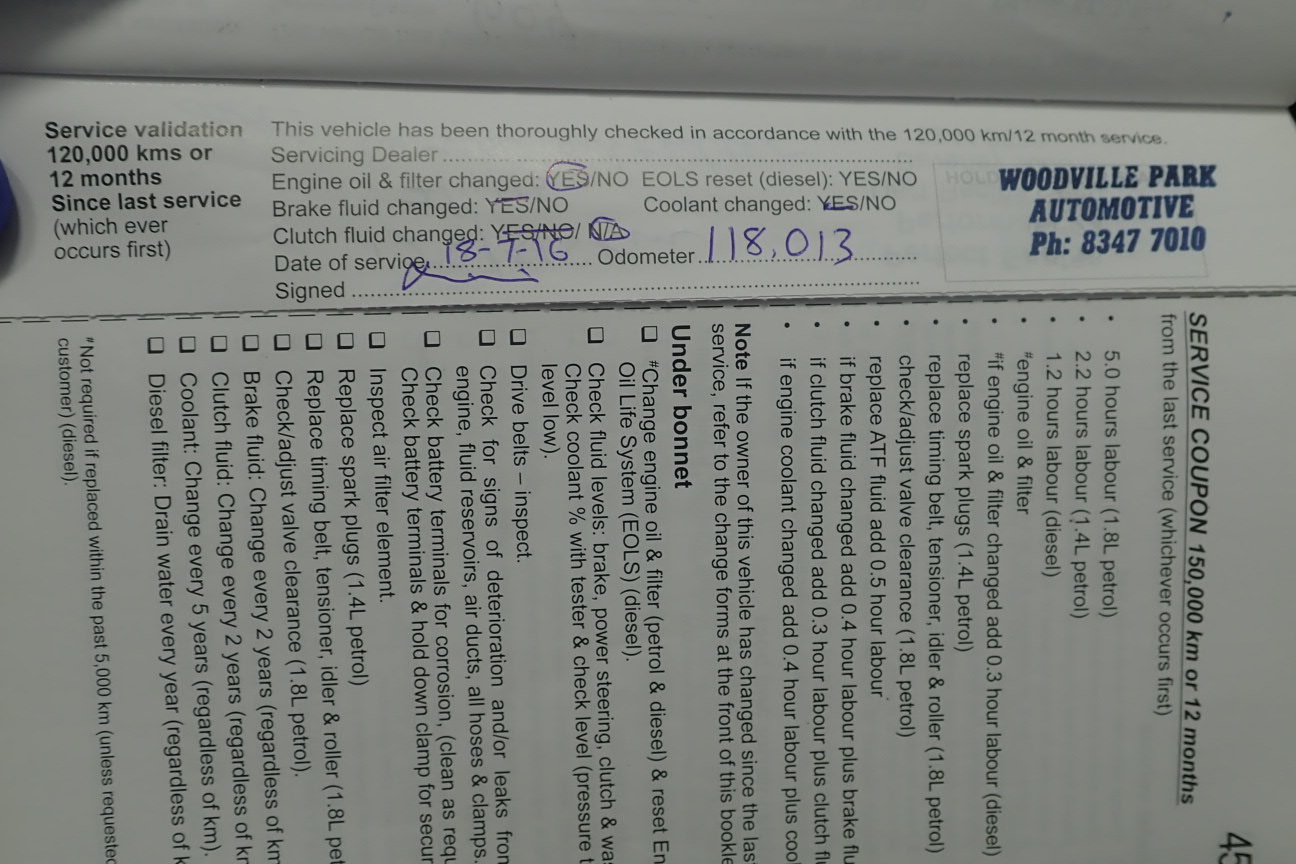 Service validation
120,000 kms or
12 months
Since last service
(which ever
occurs first)
This vehicle has been thoroughly checked in accordance with the 120,000 km/12 month service.
Servicing Dealer
Engine oil & filter changed: YES/NO EOLS reset (diesel): YES/NO
Brake fluid changed: YES/NO Coolant changed: YES/NO
Clutch fluid changed: YES/NO/ N/A
Date of service 18-7-16 Odometer 118,013
Signed
WOODVILLE PARK
AUTOMOTIVE
Ph: 8347 7010
SERVICE COUPON 150,000 km or 12 months
from the last service (whichever occurs first)
• 5.0 hours labour (1.8L petrol)
• 2.2 hours labour (1.4L petrol)
• 1.2 hours labour (diesel)
• #engine oil & filter
• #if engine oil & filter changed add 0.3 hour labour (diesel)
• replace spark plugs (1.4L petrol)
• replace timing belt, tensioner, idler & roller (1.8L petrol)
• check/adjust valve clearance (1.8L petrol)
• replace ATF fluid add 0.5 hour labour
• if brake fluid changed add 0.4 hour labour plus brake flu
• if clutch fluid changed add 0.3 hour labour plus clutch fl
• if engine coolant changed add 0.4 hour labour plus cool
Note If the owner of this vehicle has changed since the las
service, refer to the change forms at the front of this bookle
Under bonnet
☐ #Change engine oil & filter (petrol & diesel) & reset En
Oil Life System (EOLS) (diesel).
☐ Check fluid levels: brake, power steering, clutch & wa
Check coolant % with tester & check level (pressure t
level low).
☐ Drive belts – inspect.
☐ Check for signs of deterioration and/or leaks from
engine, fluid reservoirs, air ducts, all hoses & clamps.
☐ Check battery terminals for corrosion, (clean as requ
Check battery terminals & hold down clamp for secur
☐ Inspect air filter element.
☐ Replace spark plugs (1.4L petrol)
☐ Replace timing belt, tensioner, idler & roller (1.8L pet
☐ Check/adjust valve clearance (1.8L petrol).
☐ Brake fluid: Change every 2 years (regardless of km
☐ Clutch fluid: Change every 2 years (regardless of kr
☐ Coolant: Change every 5 years (regardless of km).
☐ Diesel filter: Drain water every year (regardless of k
#Not required if replaced within the past 5,000 km (unless requested
customer) (diesel).